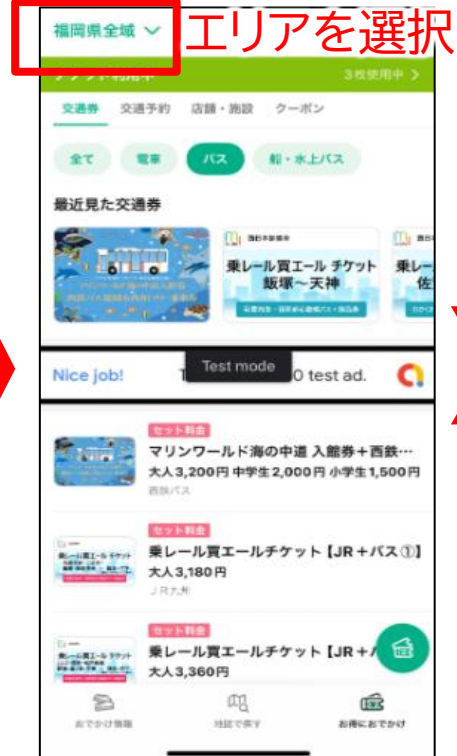 福岡県全域
エリアを選択
3枚使用中
交通券 交通予約 店舗・施設 クーポン
全て 電車 バス 船・水上バス
最近見た交通券
西日本鉄道
乗レール買エール チケット
飯塚～天神
乗レー
佐
Nice job!
Test mode
0 test ad.
セット料金
マリンワールド海の中道 入館券＋西鉄…
大人3,200円 中学生2,000円 小学生1,500円
西鉄バス
セット料金
乗レール買エールチケット【JR＋バス①】
大人3,180円
JR九州
セット料金
乗レール買エールチケット【JR＋
大人3,360円
おでかけ情報 地図で探す お得におでかけ